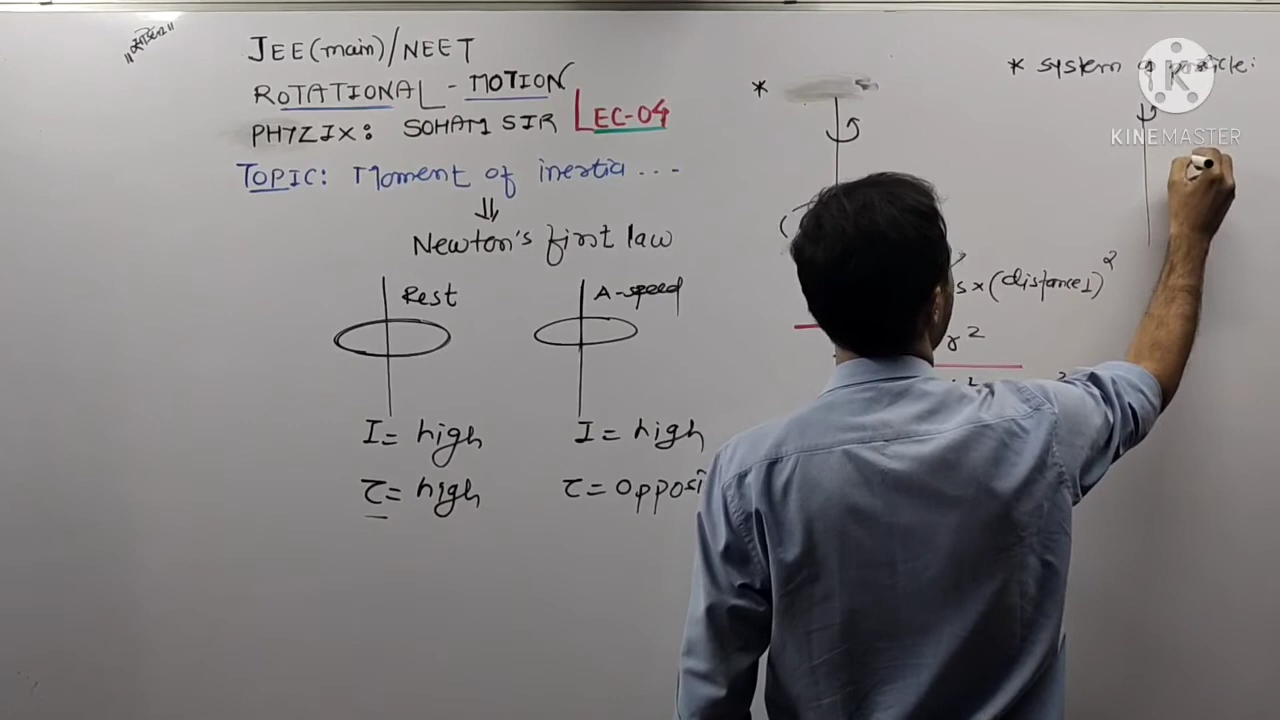 JEE(main)/NEET
ROTATIONAL - MOTION
PHYZIX: SOHAM SIR LEC-04
TOPIC: Moment of inertia ...
⇓
Newton's first law
Rest
A-speed
I = high
τ = high
I = high
τ = opposi
*
s × (distance⊥)²
r²
* System of particle:
KINEMASTER